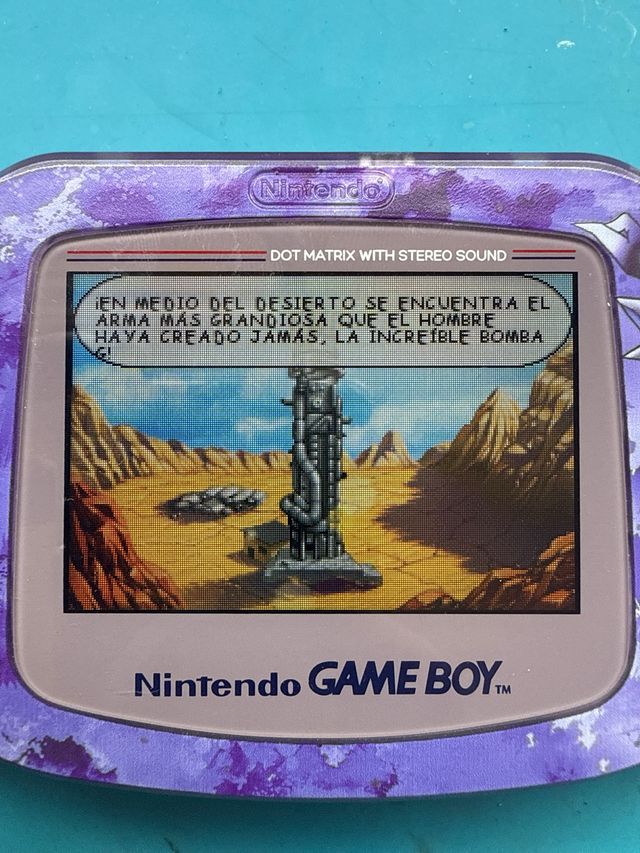 Nintendo
DOT MATRIX WITH STEREO SOUND
¡EN MEDIO DEL DESIERTO SE ENCUENTRA EL
ARMA MÁS GRANDIOSA QUE EL HOMBRE
HAYA CREADO JAMÁS, LA INCREÍBLE BOMBA
G!
Nintendo GAME BOY TM